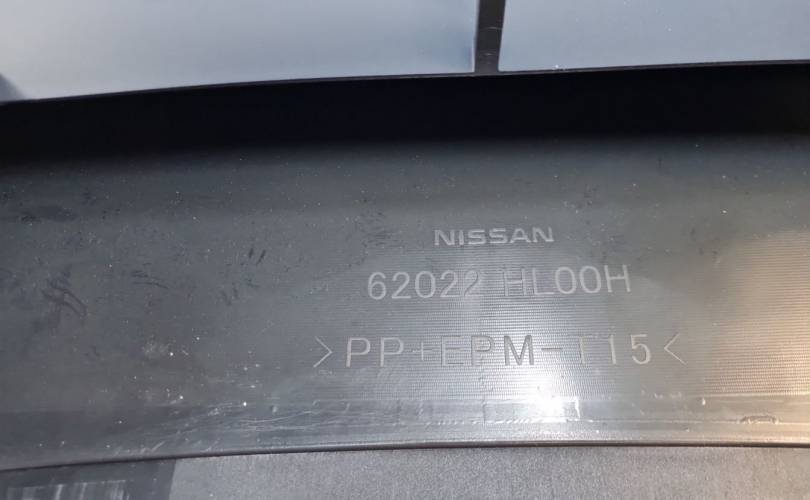 NISSAN
62022 HL00H
>PP+EPM-T15<